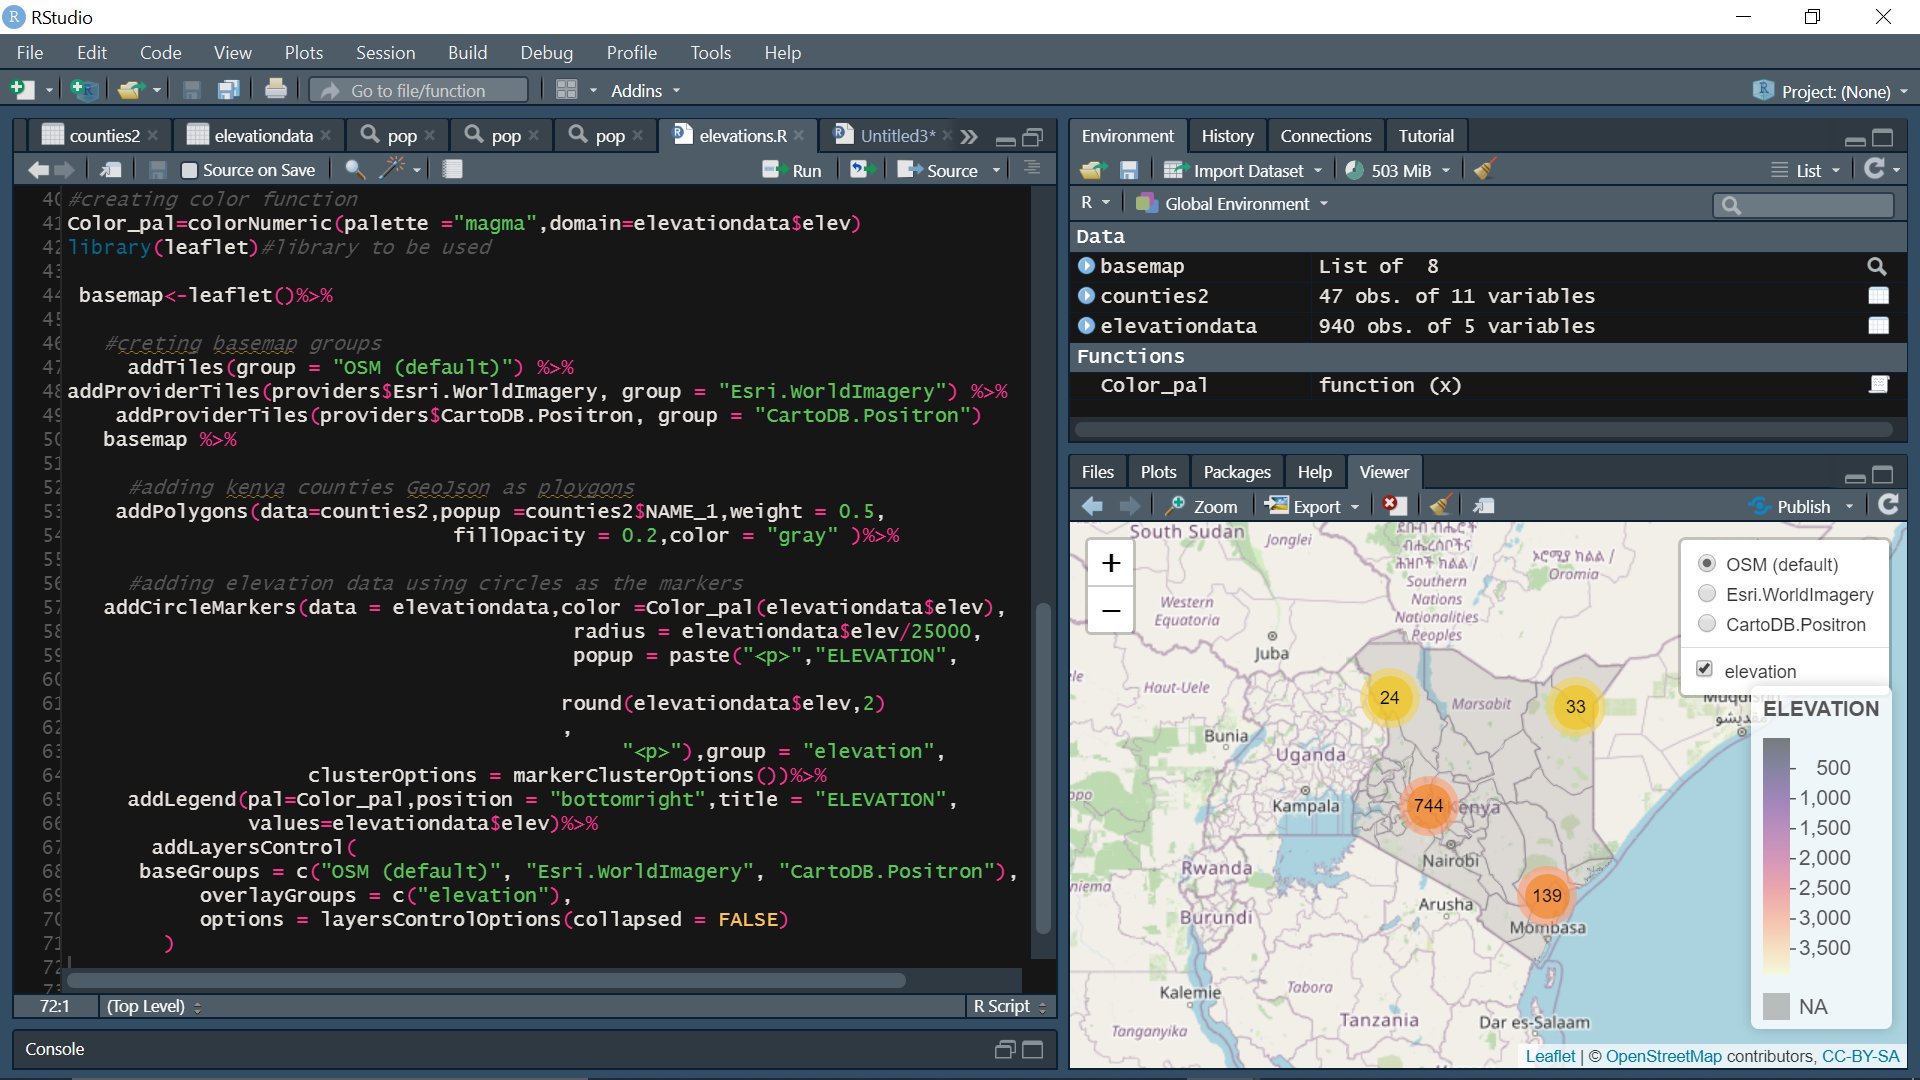 RStudio
File Edit Code View Plots Session Build Debug Profile Tools Help
Go to file/function Addins Project: (None)
counties2 elevationdata pop pop pop elevations.R Untitled3*
Source on Save Run Source
40 #creating color function
41 Color_pal=colorNumeric(palette ="magma",domain=elevationdata$elev)
42 library(leaflet)#library to be used
43
44 basemap<-leaflet()%>%
45
46 #creting basemap groups
47 addTiles(group = "OSM (default)") %>%
48 addProviderTiles(providers$Esri.WorldImagery, group = "Esri.WorldImagery") %>%
49 addProviderTiles(providers$CartoDB.Positron, group = "CartoDB.Positron")
50 basemap %>%
51
52 #adding kenya counties GeoJson as ploygons
53 addPolygons(data=counties2,popup =counties2$NAME_1,weight = 0.5,
54 fillOpacity = 0.2,color = "gray" )%>%
55
56 #adding elevation data using circles as the markers
57 addCircleMarkers(data = elevationdata,color =Color_pal(elevationdata$elev),
58 radius = elevationdata$elev/25000,
59 popup = paste("<p>","ELEVATION",
60
61 round(elevationdata$elev,2)
62 ,
63 "<p>"),group = "elevation",
64 clusterOptions = markerClusterOptions())%>%
65 addLegend(pal=Color_pal,position = "bottomright",title = "ELEVATION",
66 values=elevationdata$elev)%>%
67 addLayersControl(
68 baseGroups = c("OSM (default)", "Esri.WorldImagery", "CartoDB.Positron"),
69 overlayGroups = c("elevation"),
70 options = layersControlOptions(collapsed = FALSE)
71 )
72
72:1 (Top Level) R Script
Console
Environment History Connections Tutorial
Import Dataset 503 MiB List
R Global Environment
Data
basemap List of 8
counties2 47 obs. of 11 variables
elevationdata 940 obs. of 5 variables
Functions
Color_pal function (x)
Files Plots Packages Help Viewer
Zoom Export Publish
+
−
South Sudan
Jonglei
Western
Equatoria
Juba
Southern
Nations
Nationalities
Peoples
ኦሮሚያ ክልል /
Oromia
Haut-Uele
24
Marsabit
33
Bunia
Uganda
Kampala
744
enya
Nairobi
Rwanda
Burundi
139
Arusha
Mombasa
Kalemie
Tabora
Tanganyika
Tanzania
Dar es-Salaam
OSM (default)
Esri.WorldImagery
CartoDB.Positron
elevation
ELEVATION
500
1,000
1,500
2,000
2,500
3,000
3,500
NA
Leaflet | © OpenStreetMap contributors, CC-BY-SA